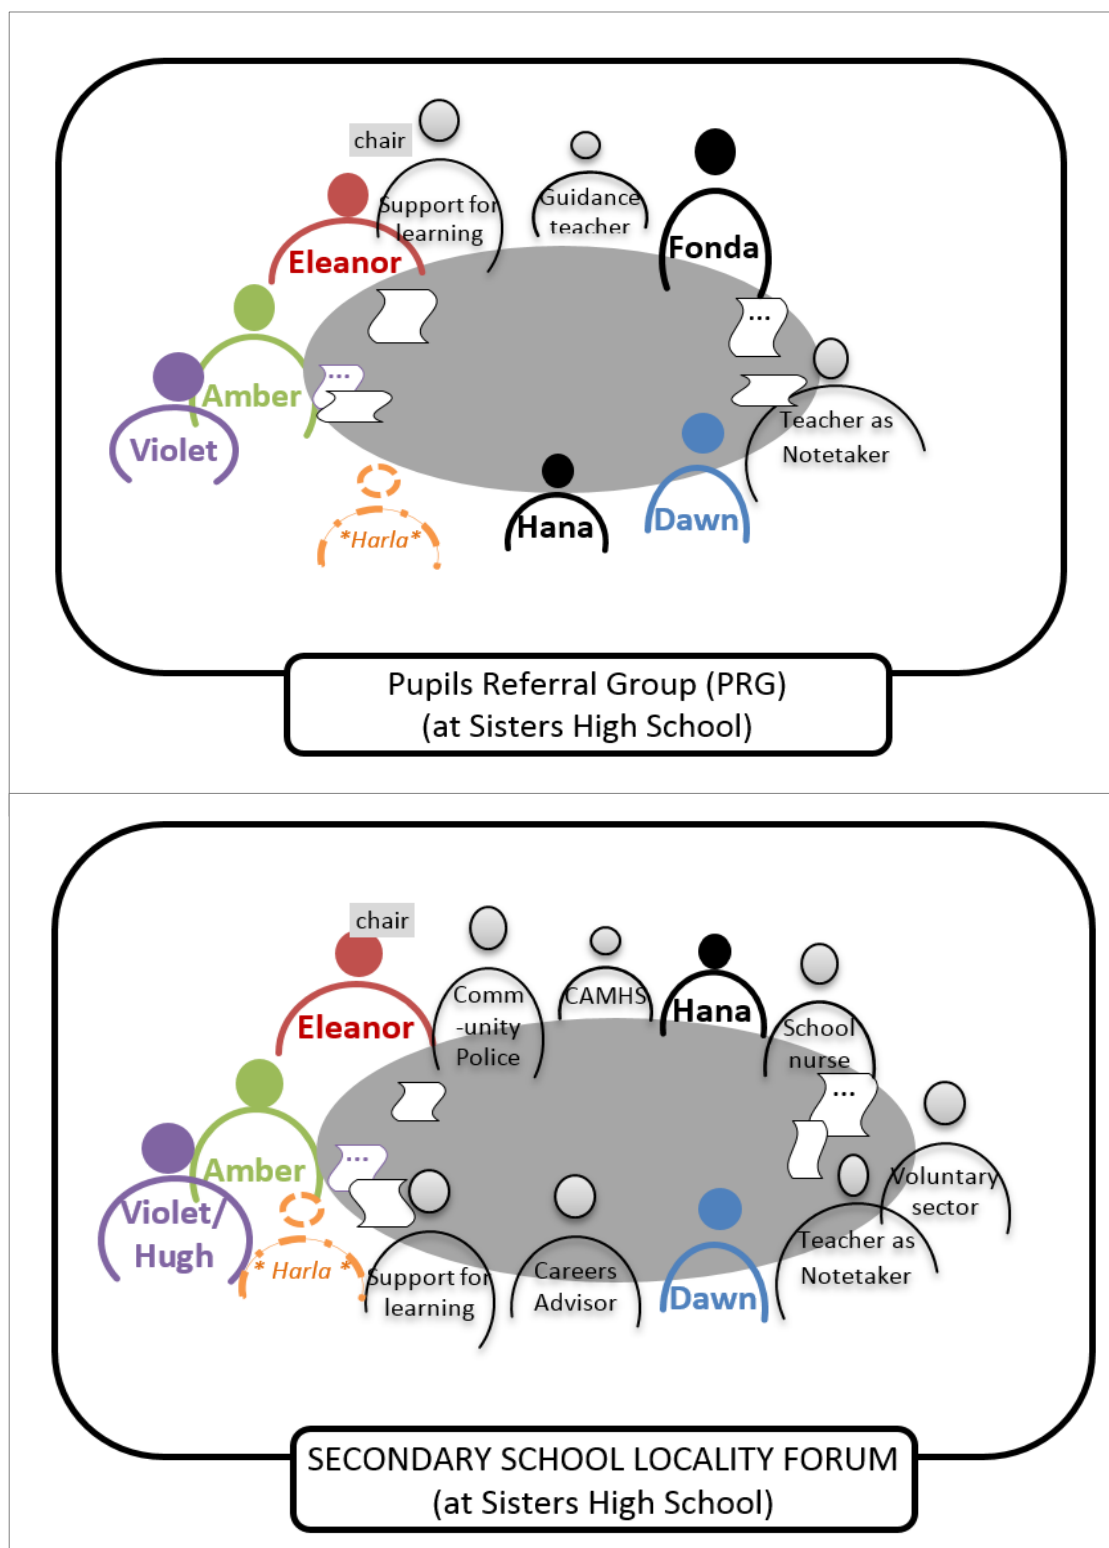 chair
Support for
learning
Guidance
teacher
Fonda
Eleanor
...
...
Amber
Teacher as
Notetaker
Violet
*Harla*
Hana
Dawn
Pupils Referral Group (PRG)
(at Sisters High School)
chair
Comm
-unity
Police
CAMHS
Hana
School
nurse
Eleanor
...
...
Amber
Voluntary
sector
Violet/
Hugh
* Harla *
Support for
learning
Careers
Advisor
Dawn
Teacher as
Notetaker
SECONDARY SCHOOL LOCALITY FORUM
(at Sisters High School)